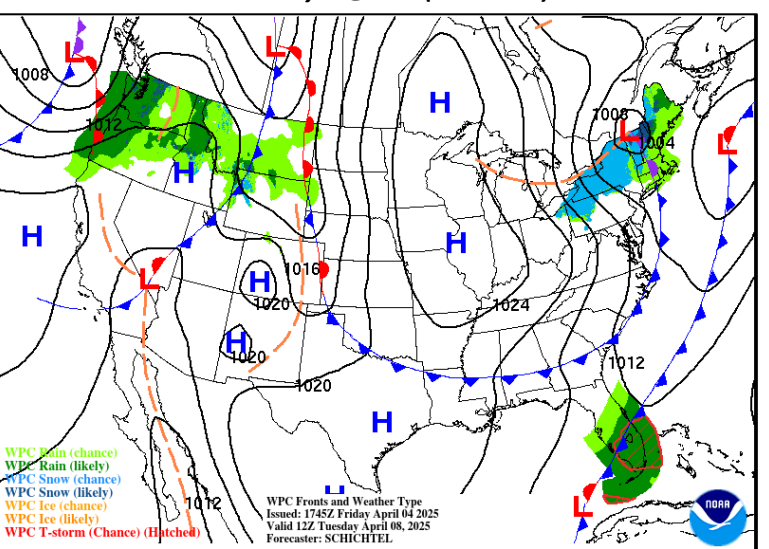 L
L
1008
H
1008
L
1004
L
1012
H
H
H
L
1016
H
1020
1024
H
1020
1012
1020
H
WPC Rain (chance)
WPC Rain (likely)
WPC Snow (chance)
WPC Snow (likely)
WPC Ice (chance)
WPC Ice (likely)
WPC T-storm (Chance) (Hatched)
1012
WPC Fronts and Weather Type
Issued: 1745Z Friday April 04 2025
Valid 12Z Tuesday April 08, 2025
Forecaster: SCHICHTEL
L
NOAA